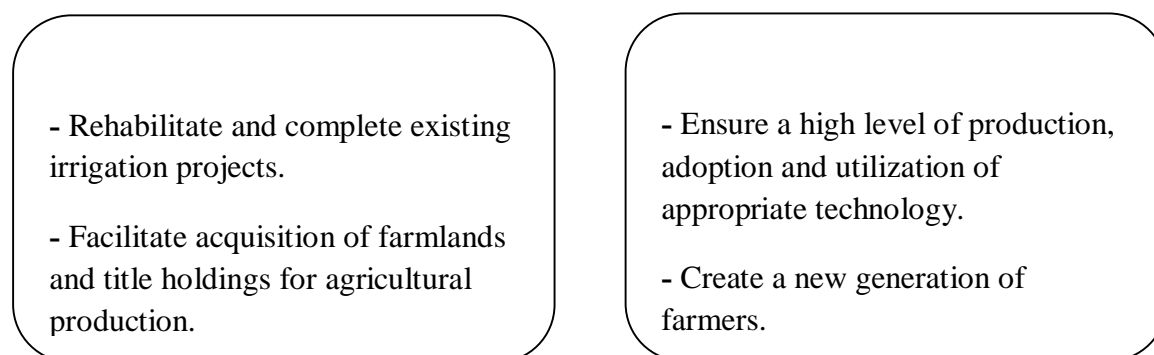 - Rehabilitate and complete existing
irrigation projects.
- Facilitate acquisition of farmlands
and title holdings for agricultural
production.
- Ensure a high level of production,
adoption and utilization of
appropriate technology.
- Create a new generation of
farmers.